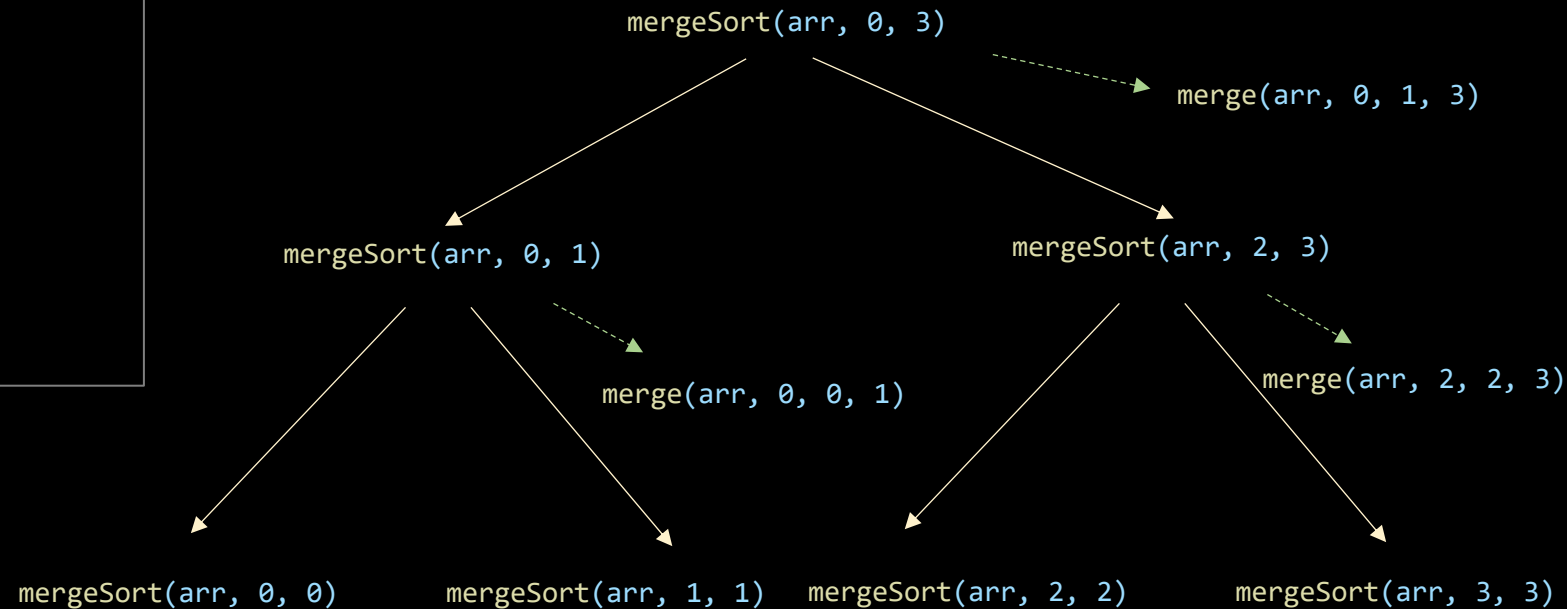 mergeSort(arr, 0, 3)
merge(arr, 0, 1, 3)
mergeSort(arr, 0, 1)
mergeSort(arr, 2, 3)
merge(arr, 0, 0, 1)
merge(arr, 2, 2, 3)
mergeSort(arr, 0, 0)
mergeSort(arr, 1, 1)
mergeSort(arr, 2, 2)
mergeSort(arr, 3, 3)